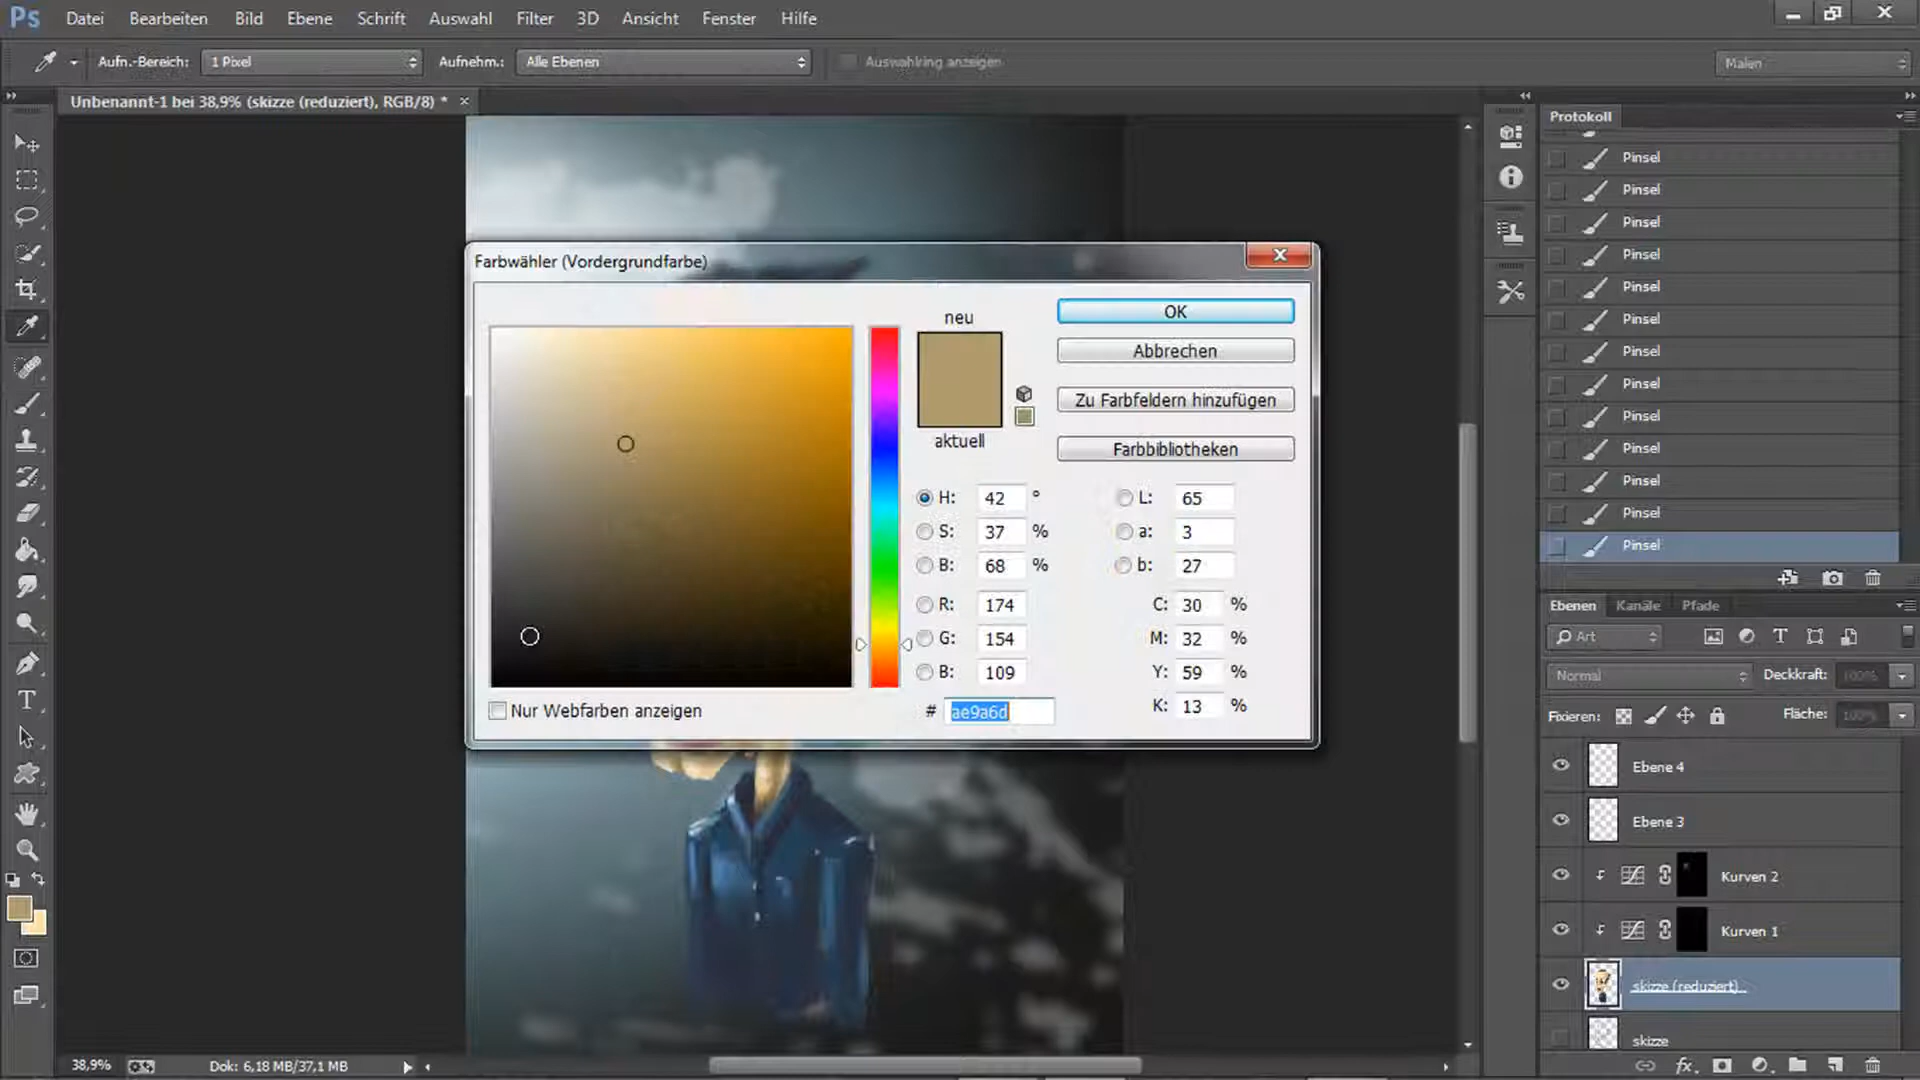 Ps Datei Bearbeiten Bild Ebene Schrift Auswahl Filter 3D Ansicht Fenster Hilfe
Aufn.-Bereich: 1 Pixel Aufnehm.: Alle Ebenen Auswahlring anzeigen Malen
Unbenannt-1 bei 38,9% (skizze (reduziert), RGB/8) *
Protokoll
Pinsel
Pinsel
Pinsel
Pinsel
Pinsel
Pinsel
Pinsel
Pinsel
Pinsel
Pinsel
Pinsel
Pinsel
Pinsel
Farbwähler (Vordergrundfarbe)
neu
aktuell
OK
Abbrechen
Zu Farbfeldern hinzufügen
Farbbibliotheken
H: 42 °
S: 37 %
B: 68 %
R: 174
G: 154
B: 109
# ae9a6d
L: 65
a: 3
b: 27
C: 30 %
M: 32 %
Y: 59 %
K: 13 %
Nur Webfarben anzeigen
Ebenen Kanäle Pfade
Art
Normal Deckkraft: 100%
Fixieren: Fläche: 100%
Ebene 4
Ebene 3
Kurven 2
Kurven 1
skizze (reduziert)
skizze
38,9% Dok: 6,18 MB/37,1 MB